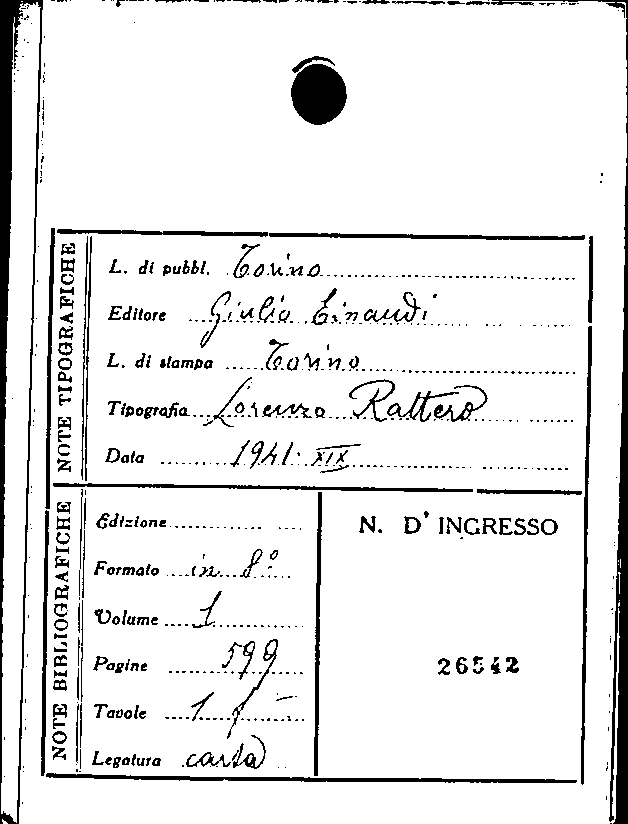 NOTE TIPOGRAFICHE
L. di pubbl. Torino
Editore Giulio Einaudi
L. di stampa Torino
Tipografia Lorenzo Rattero
Data 1941· XIX
NOTE BIBLIOGRAFICHE
Edizione
Formato in 8°
Volume 1
Pagine 599
Tavole 1
Legatura carta
N. D' INGRESSO
26542